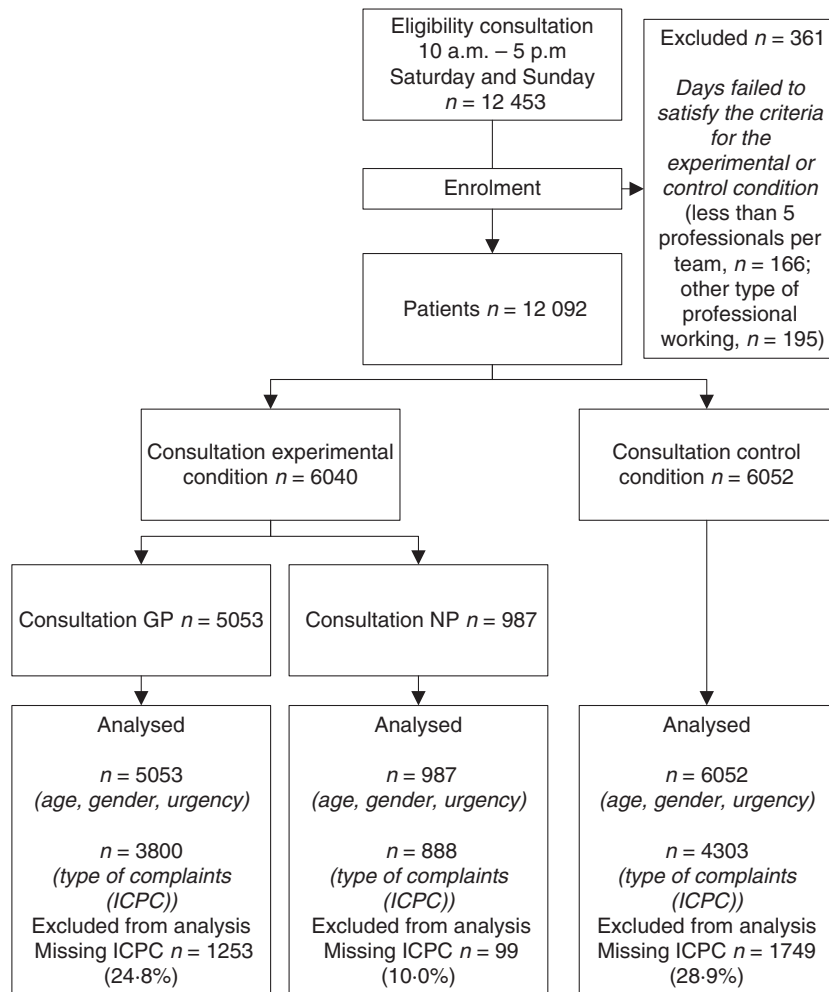 Eligibility consultation
10 a.m. – 5 p.m
Saturday and Sunday
n = 12 453
Excluded n = 361
Days failed to
satisfy the criteria
for the
experimental or
control condition
(less than 5
professionals per
team, n = 166;
other type of
professional
working, n = 195)
Enrolment
Patients n = 12 092
Consultation experimental
condition n = 6040
Consultation control
condition n = 6052
Consultation GP n = 5053
Consultation NP n = 987
Analysed
n = 5053
(age, gender, urgency)
n = 3800
(type of complaints
(ICPC))
Excluded from analysis
Missing ICPC n = 1253
(24·8%)
Analysed
n = 987
(age, gender, urgency)
n = 888
(type of complaints
(ICPC))
Excluded from analysis
Missing ICPC n = 99
(10·0%)
Analysed
n = 6052
(age, gender, urgency)
n = 4303
(type of complaints
(ICPC))
Excluded from analysis
Missing ICPC n = 1749
(28·9%)